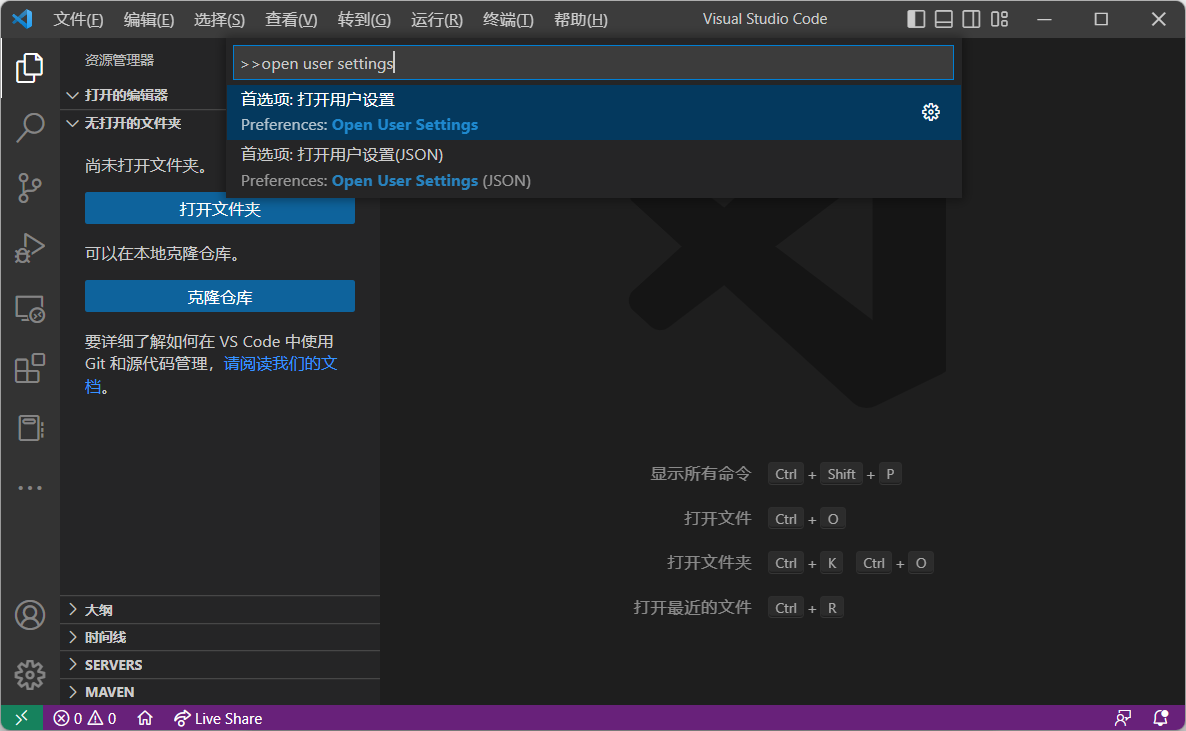 文件(F) 编辑(E) 选择(S) 查看(V) 转到(G) 运行(R) 终端(T) 帮助(H) Visual Studio Code
>>open user settings
首选项: 打开用户设置
Preferences: Open User Settings
首选项: 打开用户设置(JSON)
Preferences: Open User Settings (JSON)
资源管理器
打开的编辑器
无打开的文件夹
尚未打开文件夹。
打开文件夹
可以在本地克隆仓库。
克隆仓库
要详细了解如何在 VS Code 中使用
Git 和源代码管理，请阅读我们的文
档。
显示所有命令 Ctrl + Shift + P
打开文件 Ctrl + O
打开文件夹 Ctrl + K Ctrl + O
打开最近的文件 Ctrl + R
大纲
时间线
SERVERS
MAVEN
0 0 Live Share